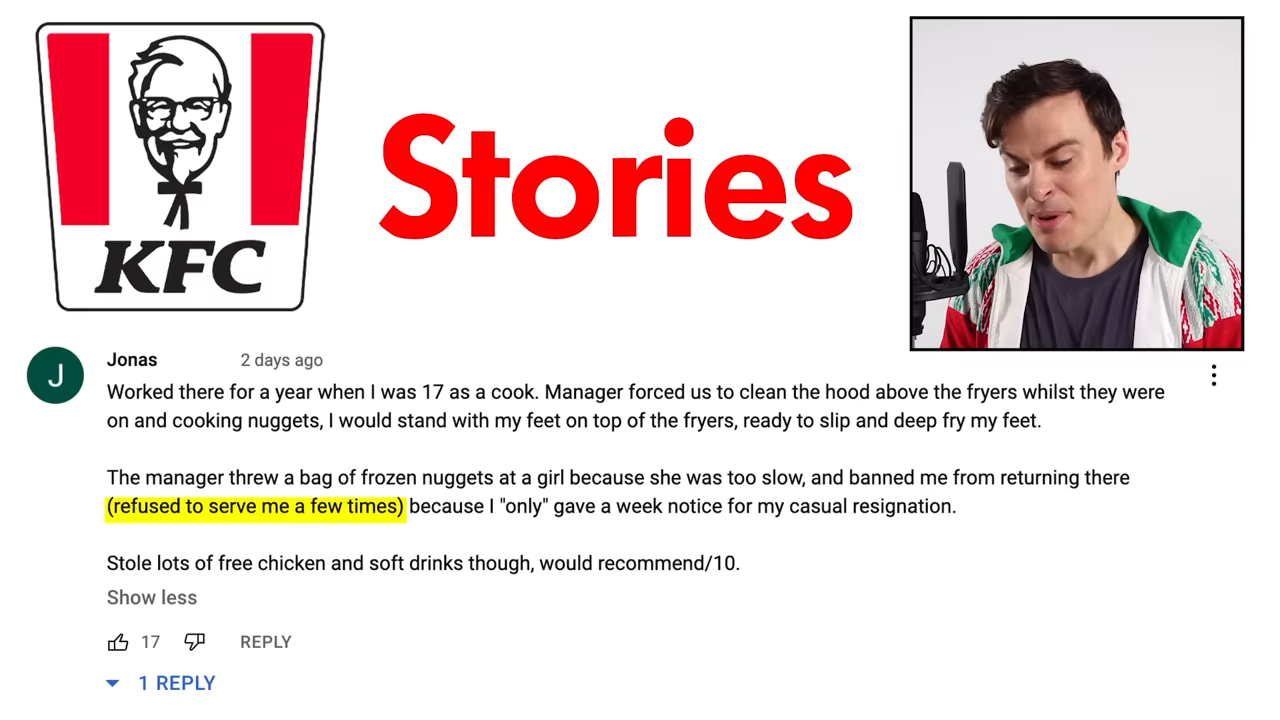 KFC
Stories
J
Jonas 2 days ago
Worked there for a year when I was 17 as a cook. Manager forced us to clean the hood above the fryers whilst they were
on and cooking nuggets, I would stand with my feet on top of the fryers, ready to slip and deep fry my feet.
The manager threw a bag of frozen nuggets at a girl because she was too slow, and banned me from returning there
(refused to serve me a few times) because I "only" gave a week notice for my casual resignation.
Stole lots of free chicken and soft drinks though, would recommend/10.
Show less
17 REPLY
1 REPLY